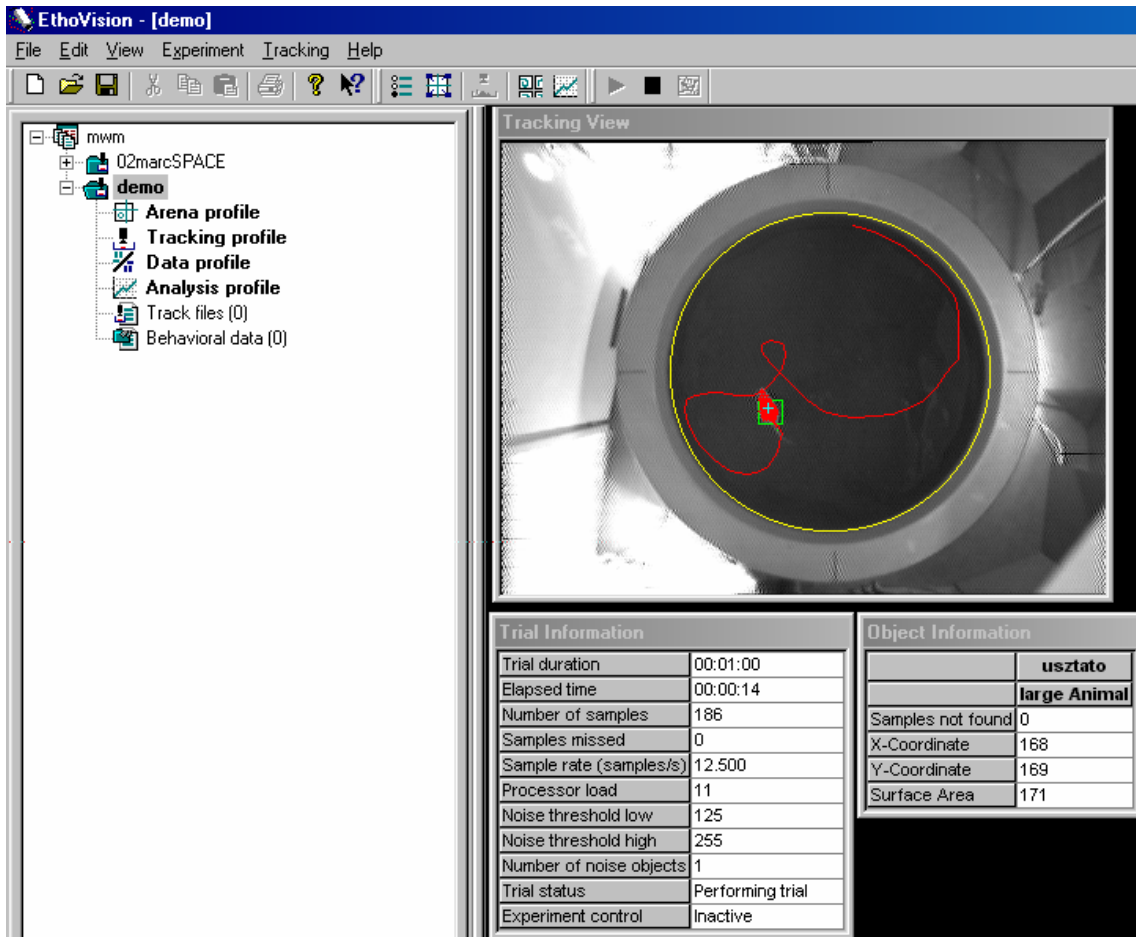 EthoVision - [demo]
File Edit View Experiment Tracking Help
mwm
02marcSPACE
demo
Arena profile
Tracking profile
Data profile
Analysis profile
Track files (0)
Behavioral data (0)
Tracking View
Trial Information
Trial duration 00:01:00
Elapsed time 00:00:14
Number of samples 186
Samples missed 0
Sample rate (samples/s) 12.500
Processor load 11
Noise threshold low 125
Noise threshold high 255
Number of noise objects 1
Trial status Performing trial
Experiment control Inactive
Object Information
usztato
large Animal
Samples not found 0
X-Coordinate 168
Y-Coordinate 169
Surface Area 171